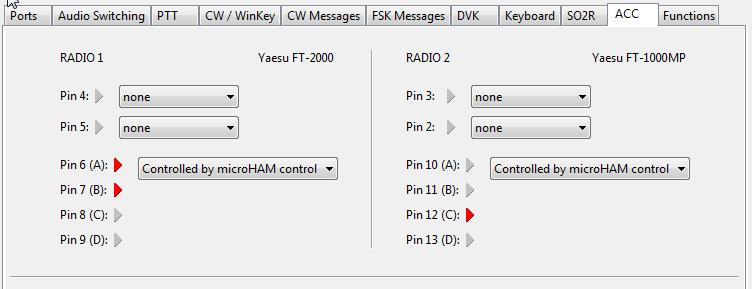 Ports Audio Switching PTT CW / WinKey CW Messages FSK Messages DVK Keyboard SO2R ACC Functions
RADIO 1 Yaesu FT-2000 RADIO 2 Yaesu FT-1000MP
Pin 4: none Pin 3: none
Pin 5: none Pin 2: none
Pin 6 (A): Controlled by microHAM control Pin 10 (A): Controlled by microHAM control
Pin 7 (B): Pin 11 (B):
Pin 8 (C): Pin 12 (C):
Pin 9 (D): Pin 13 (D):